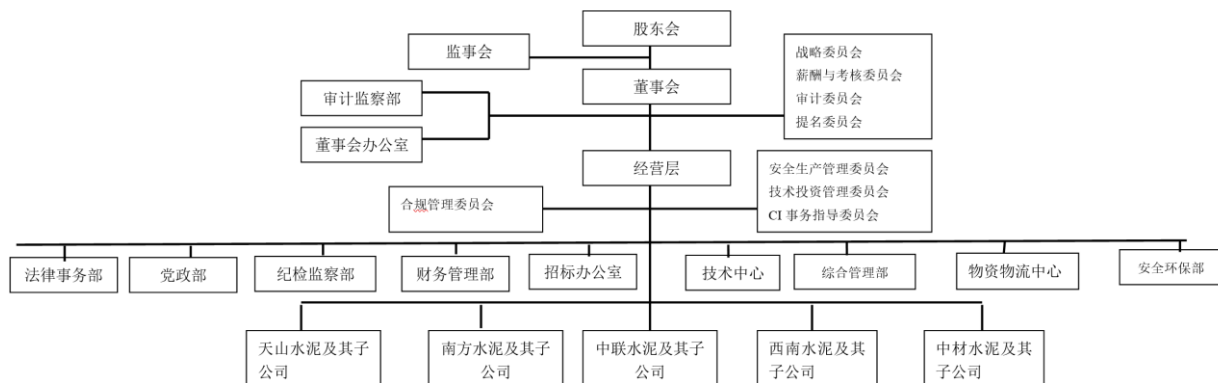 股东会
监事会
战略委员会
薪酬与考核委员会
审计委员会
提名委员会
董事会
审计监察部
董事会办公室
经营层
安全生产管理委员会
技术投资管理委员会
CI 事务指导委员会
合规管理委员会
法律事务部
党政部
纪检监察部
财务管理部
招标办公室
技术中心
综合管理部
物资物流中心
安全环保部
天山水泥及其子
公司
南方水泥及其子
公司
中联水泥及其子
公司
西南水泥及其
子公司
中材水泥及其
子公司